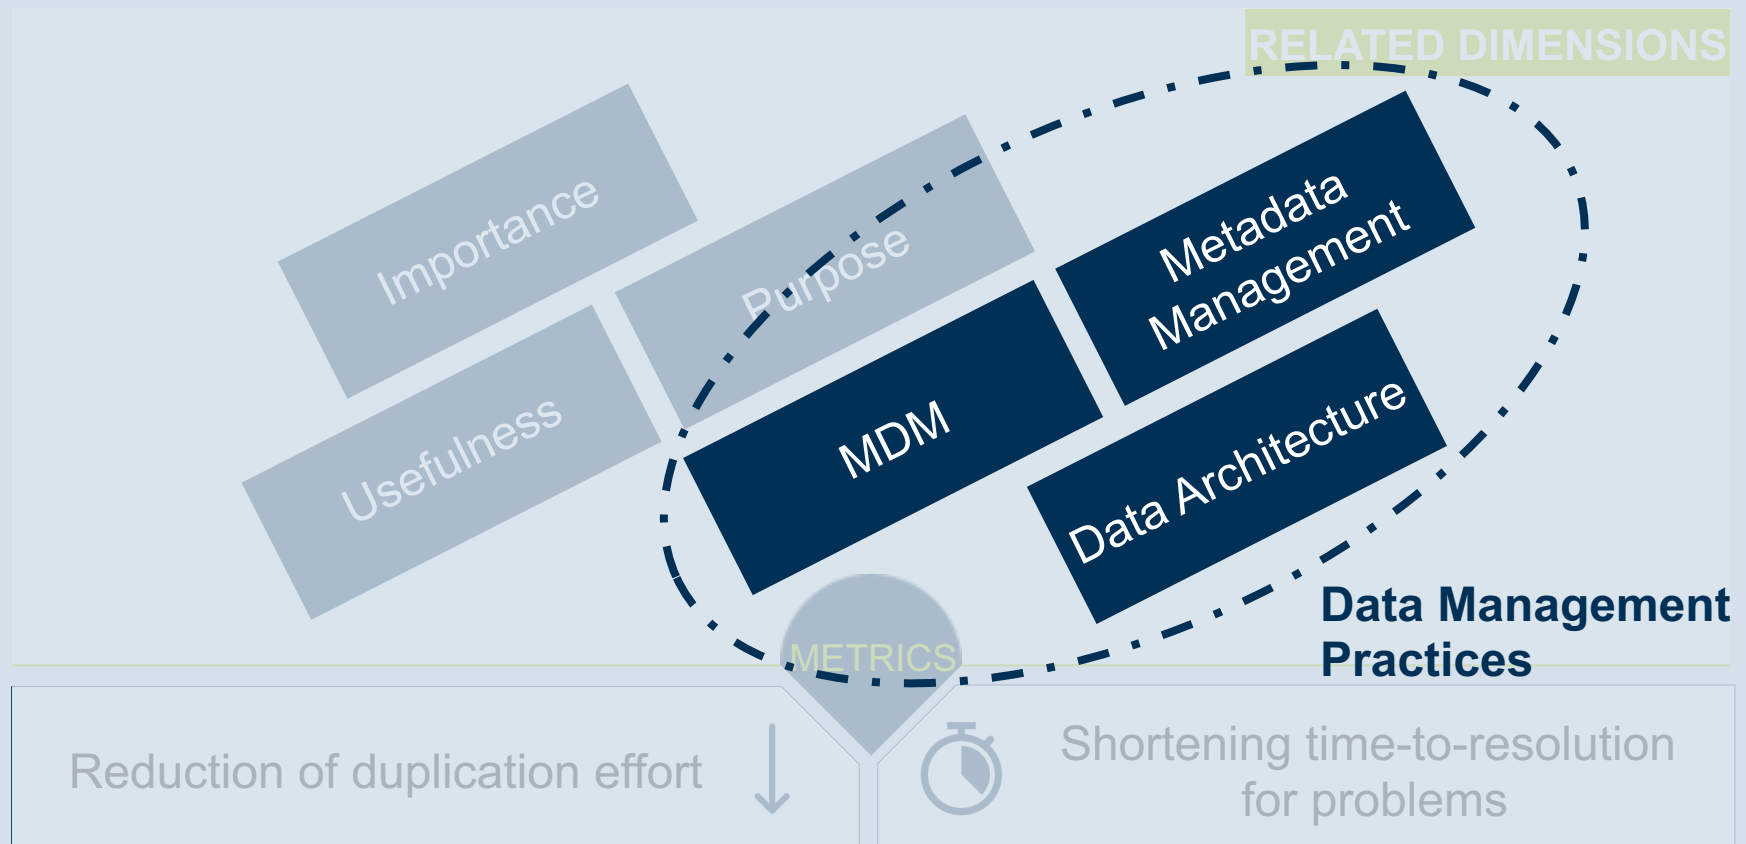 RELATED DIMENSIONS
Importance
Purpose
Metadata
Management
Usefulness
MDM
Data Architecture
Data Management
Practices
METRICS
Reduction of duplication effort
Shortening time-to-resolution
for problems